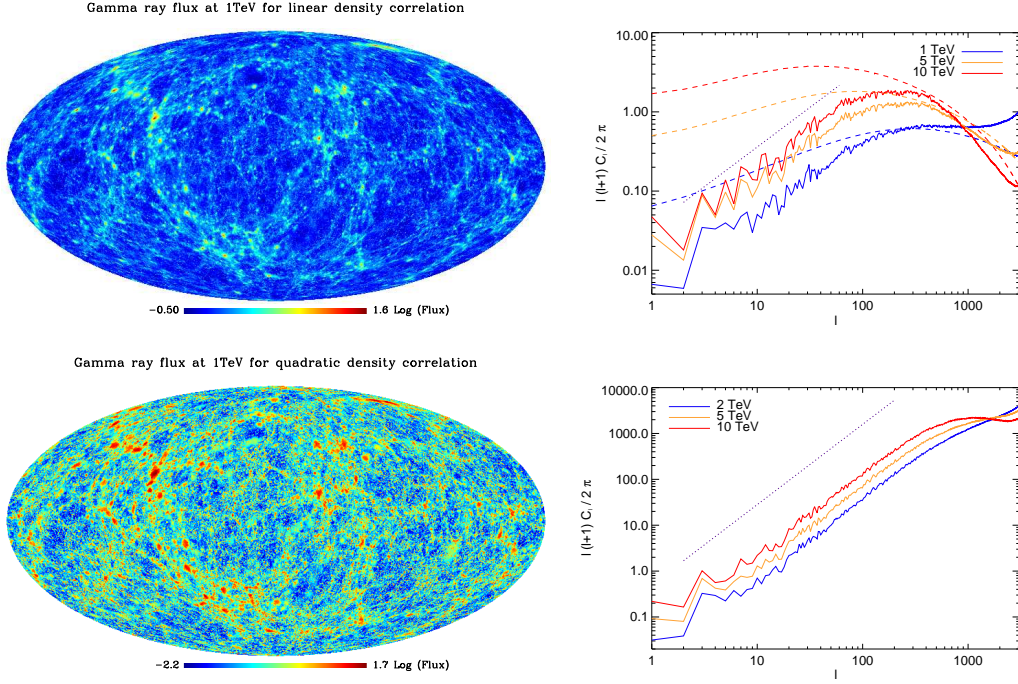 Gamma ray flux at 1TeV for linear density correlation
-0.50
1.6 Log (Flux)
10.00
1.00
0.10
0.01
l (l+1) Cl / 2 π
1 TeV
5 TeV
10 TeV
1
10
100
1000
l
Gamma ray flux at 1TeV for quadratic density correlation
-2.2
1.7 Log (Flux)
10000.0
1000.0
100.0
10.0
1.0
0.1
l (l+1) Cl / 2 π
2 TeV
5 TeV
10 TeV
1
10
100
1000
l